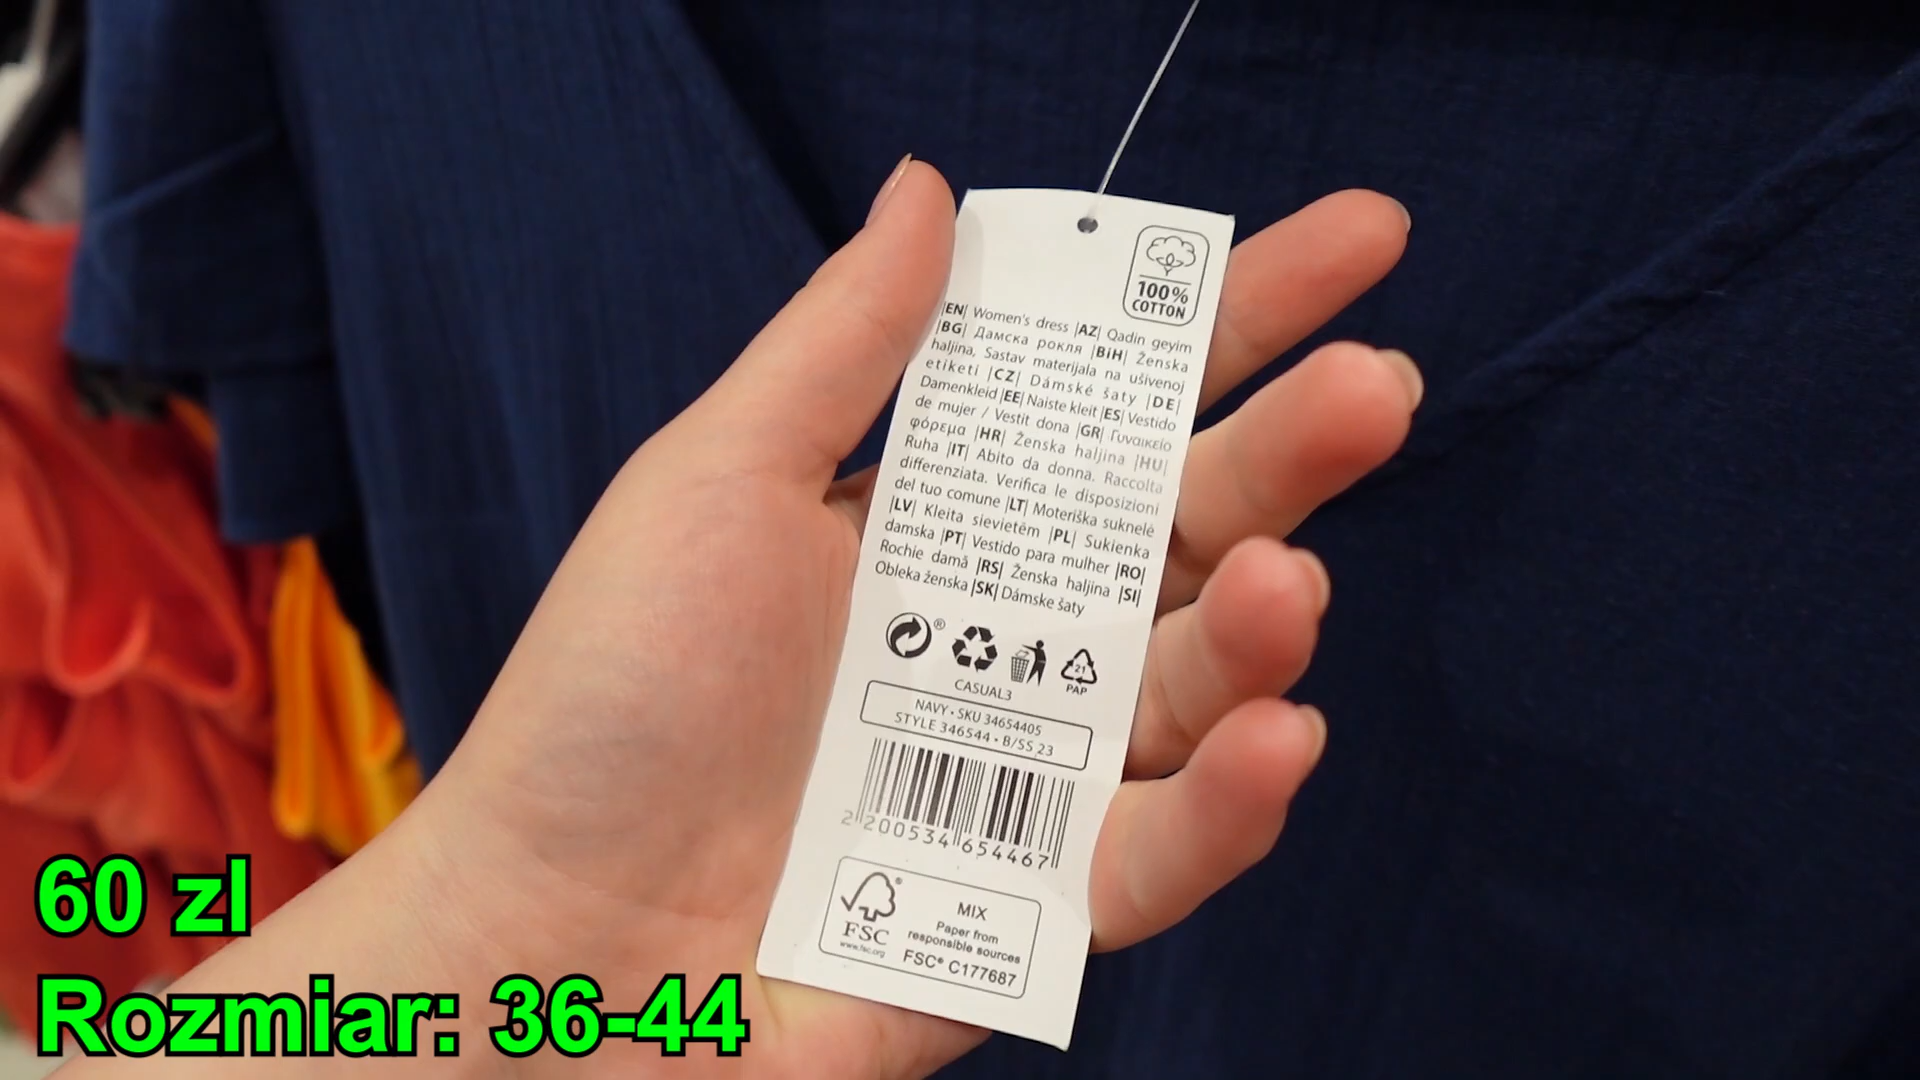 100%
COTTON
|EN| Women's dress |AZ| Qadin geyim
|BG| Дамска рокля |BiH| Ženska
haljina, Sastav materijala na ušivenoj
etiketi |CZ| Dámské šaty |DE|
Damenkleid |EE| Naiste kleit |ES| Vestido
de mujer / Vestit dona |GR| Γυναικείο
φόρεμα |HR| Ženska haljina |HU|
Ruha |IT| Abito da donna. Raccolta
differenziata. Verifica le disposizioni
del tuo comune |LT| Moteriška suknelė
|LV| Kleita sievietēm |PL| Sukienka
damska |PT| Vestido para mulher |RO|
Rochie damă |RS| Ženska haljina |SI|
Obleka ženska |SK| Dámske šaty
®
21
PAP
CASUAL3
NAVY • SKU 34654405
STYLE 346544 • B/SS 23
2 200534 654467
FSC®
www.fsc.org
MIX
Paper from
responsible sources
FSC® C177687
60 zl
Rozmiar: 36-44